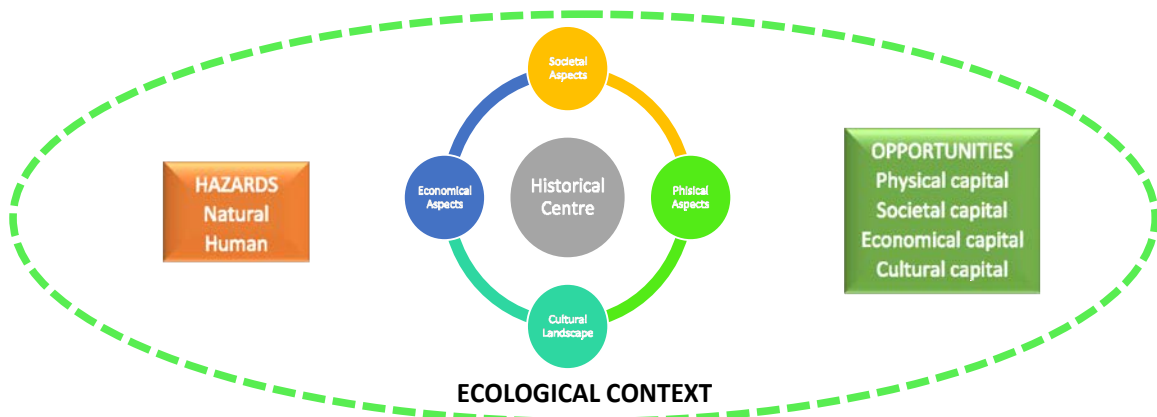 Societal
Aspects
HAZARDS
Natural
Human
Economical
Aspects
Historical
Centre
Phisical
Aspects
OPPORTUNITIES
Physical capital
Societal capital
Economical capital
Cultural capital
Cultural
Landscape
ECOLOGICAL CONTEXT